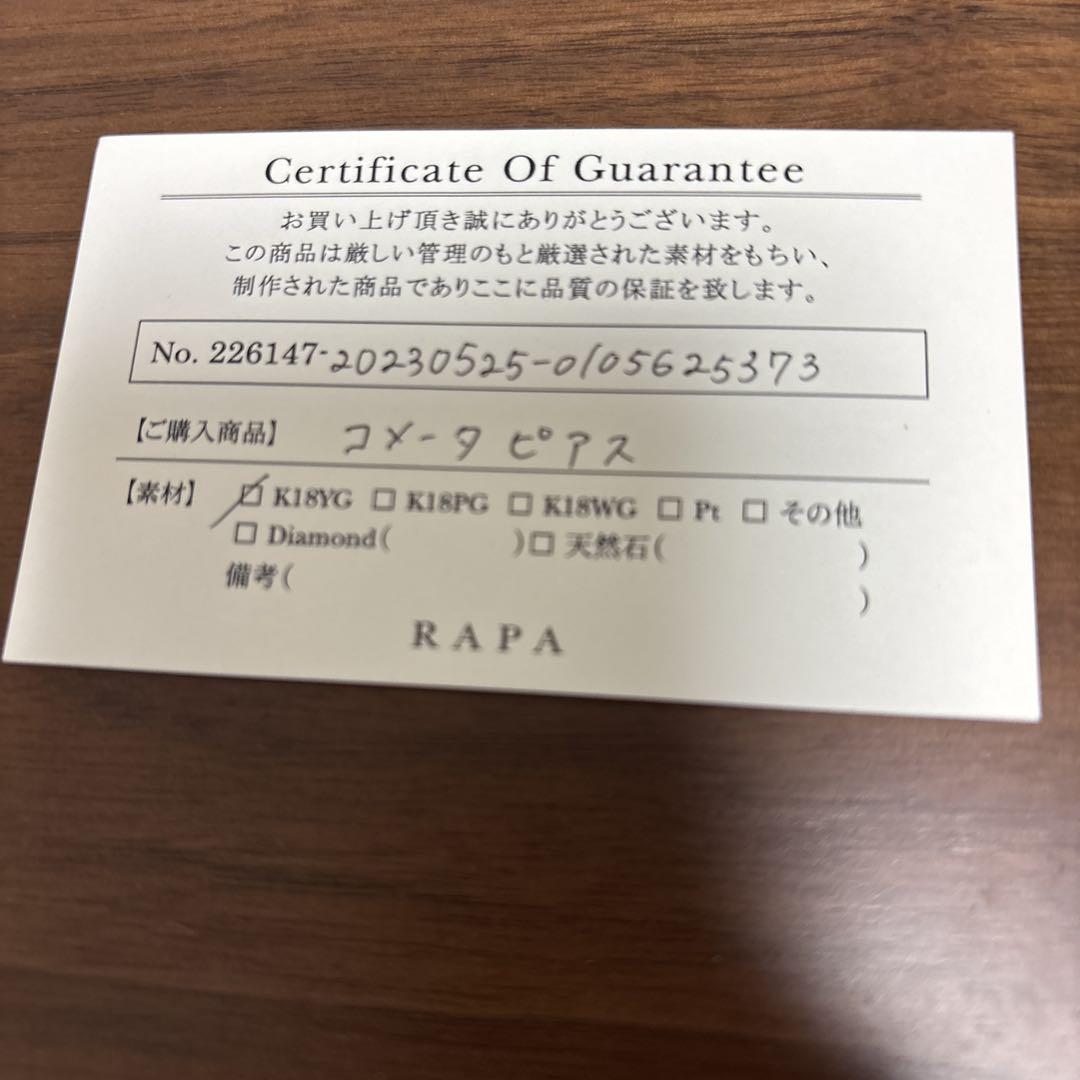 Certificate Of Guarantee
お買い上げ頂き誠にありがとうございます。
この商品は厳しい管理のもと厳選された素材をもちい、
制作された商品でありここに品質の保証を致します。
No. 226147-20230525-0105625373
【ご購入商品】 コメータ ピアス
【素材】 ☑ K18YG □ K18PG □ K18WG □ Pt □ その他
□ Diamond( )□ 天然石( )
備考( )
RAPA